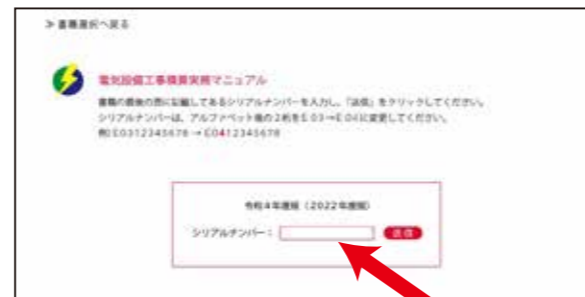 ≫ 書籍選択へ戻る
電気設備工事積算実務マニュアル
書籍の最後の頁に記載してあるシリアルナンバーを入力し、「送信」をクリックしてください。
シリアルナンバーは、アルファベット後の2桁をE 03→E 04に変更してください。
例) E0312345678 → E0412345678
令和4年度版（2022年度版）
シリアルナンバー： 送信